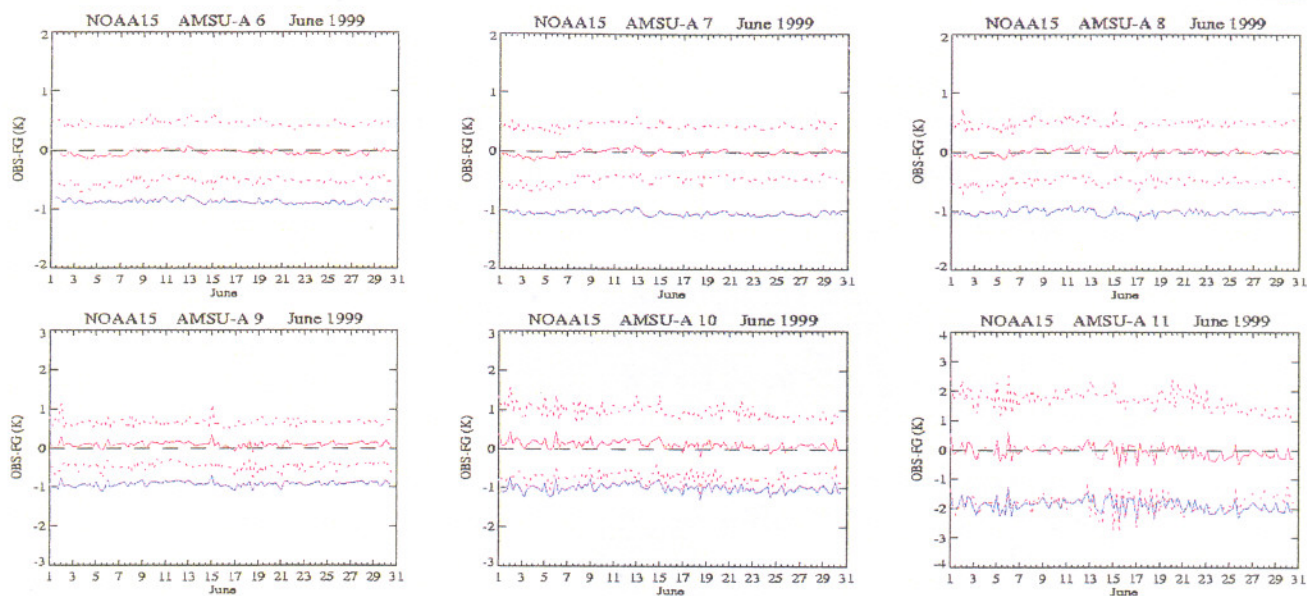 NOAA15 AMSU-A 6 June 1999
2
1
0
-1
-2
OBS-FG (K)
1 3 5 7 9 11 13 15 17 19 21 23 25 27 29 31
June
NOAA15 AMSU-A 7 June 1999
2
1
0
-1
-2
OBS-FG (K)
1 3 5 7 9 11 13 15 17 19 21 23 25 27 29 31
June
NOAA15 AMSU-A 8 June 1999
2
1
0
-1
-2
OBS-FG (K)
1 3 5 7 9 11 13 15 17 19 21 23 25 27 29 31
June
NOAA15 AMSU-A 9 June 1999
3
2
1
0
-1
-2
-3
OBS-FG (K)
1 3 5 7 9 11 13 15 17 19 21 23 25 27 29 31
June
NOAA15 AMSU-A 10 June 1999
3
2
1
0
-1
-2
-3
OBS-FG (K)
1 3 5 7 9 11 13 15 17 19 21 23 25 27 29 31
June
NOAA15 AMSU-A 11 June 1999
4
3
2
1
0
-1
-2
-3
-4
OBS-FG (K)
1 3 5 7 9 11 13 15 17 19 21 23 25 27 29 31
June